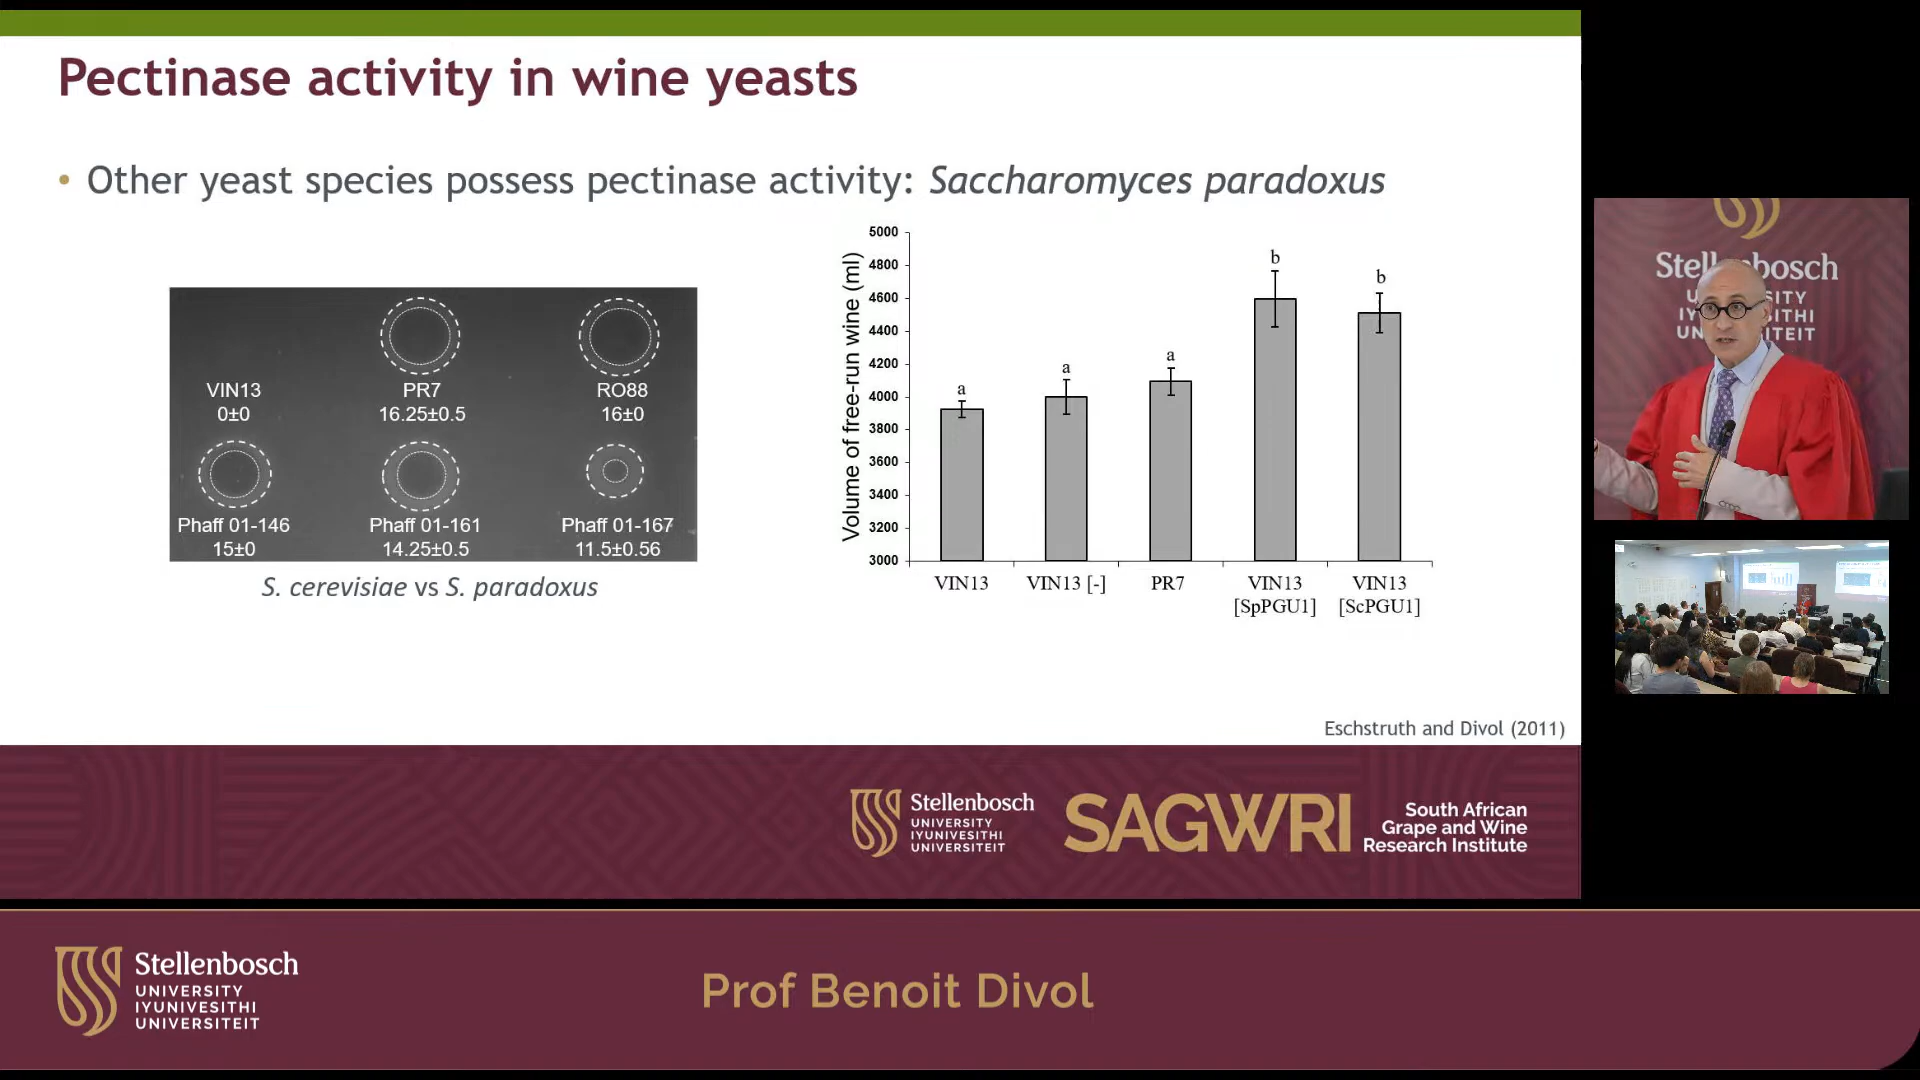 Pectinase activity in wine yeasts
• Other yeast species possess pectinase activity: Saccharomyces paradoxus
VIN13
0±0
PR7
16.25±0.5
RO88
16±0
Phaff 01-146
15±0
Phaff 01-161
14.25±0.5
Phaff 01-167
11.5±0.56
S. cerevisiae vs S. paradoxus
Volume of free-run wine (ml)
5000
4800
4600
4400
4200
4000
3800
3600
3400
3200
3000
a
a
a
b
b
VIN13
VIN13 [-]
PR7
VIN13
[SpPGU1]
VIN13
[ScPGU1]
Eschstruth and Divol (2011)
Stellenbosch
UNIVERSITY
IYUNIVESITHI
UNIVERSITEIT
SAGWRI
South African
Grape and Wine
Research Institute
Stellenbosch
UNIVERSITY
IYUNIVESITHI
UNIVERSITEIT
Prof Benoit Divol